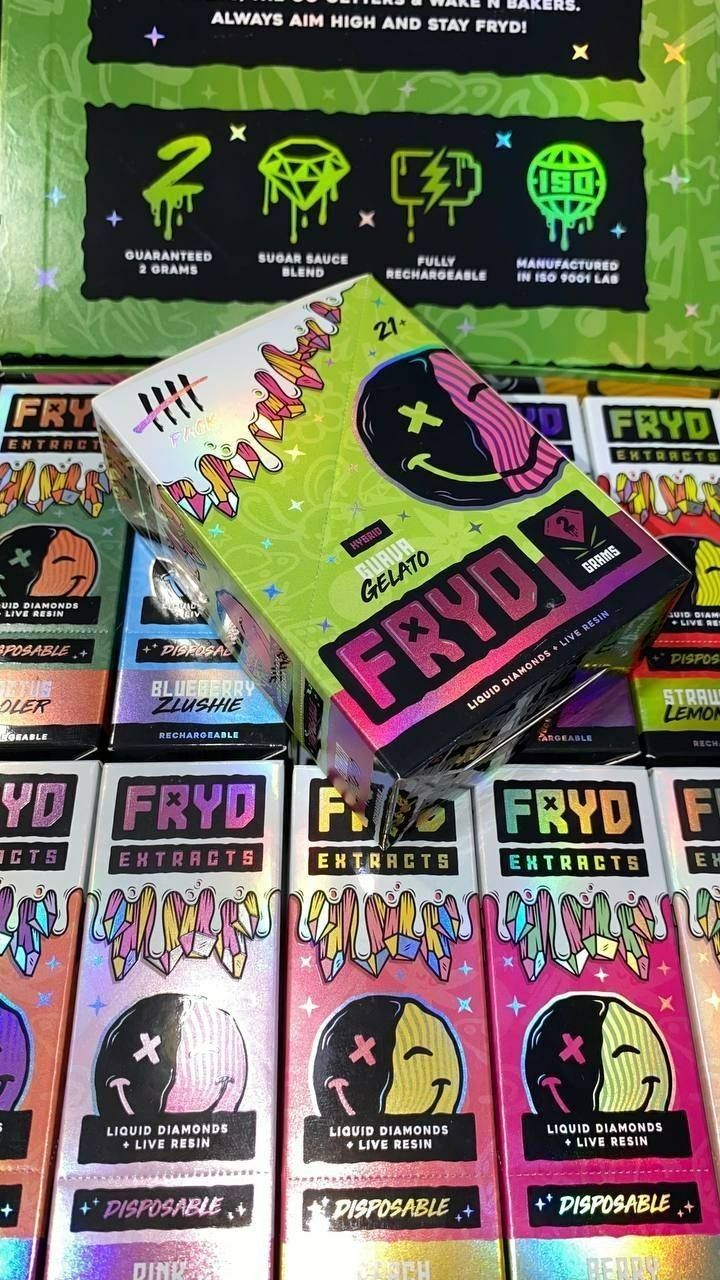 ALWAYS AIM HIGH AND STAY FRYD!
2
ISO
GUARANTEED
2 GRAMS
SUGAR SAUCE
BLEND
FULLY
RECHARGEABLE
MANUFACTURED
IN ISO 9001 LAB
21+
HYBRID
GUAVA
GELATO
FRYD
2
GRAMS
LIQUID DIAMONDS + LIVE RESIN
FRYD
EXTRACTS
LIQUID DIAMONDS
+ LIVE RESIN
DISPOSABLE
BLUEBERRY
ZLUSHIE
RECHARGEABLE
FRYD
EXTRACTS
FRYD
EXTRACTS
LIQUID DIAMONDS
+ LIVE RESIN
DISPOSABLE
PINK
FRYD
EXTRACTS
LIQUID DIAMONDS
+ LIVE RESIN
DISPOSABLE
FRYD
EXTRACTS
LIQUID DIAMONDS
+ LIVE RESIN
DISPOSABLE
BERRY